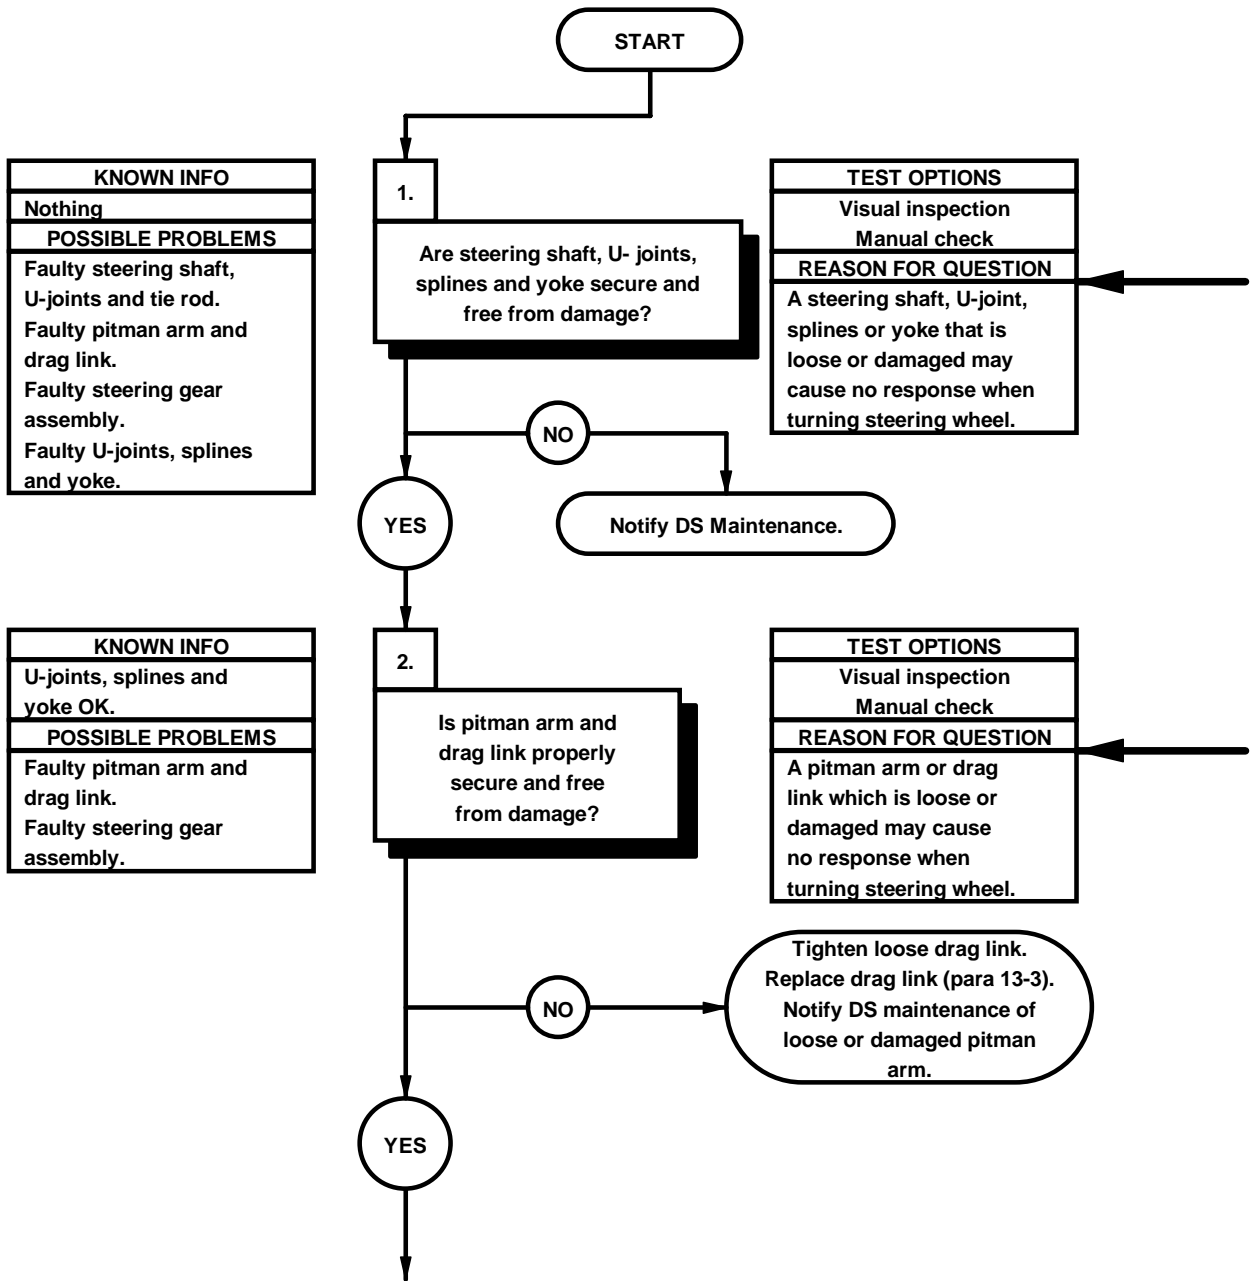 START
KNOWN INFO
Nothing
POSSIBLE PROBLEMS
Faulty steering shaft,
U-joints and tie rod.
Faulty pitman arm and
drag link.
Faulty steering gear
assembly.
Faulty U-joints, splines
and yoke.
1.
Are steering shaft, U- joints,
splines and yoke secure and
free from damage?
TEST OPTIONS
Visual inspection
Manual check
REASON FOR QUESTION
A steering shaft, U-joint,
splines or yoke that is
loose or damaged may
cause no response when
turning steering wheel.
NO
YES
Notify DS Maintenance.
KNOWN INFO
U-joints, splines and
yoke OK.
POSSIBLE PROBLEMS
Faulty pitman arm and
drag link.
Faulty steering gear
assembly.
2.
Is pitman arm and
drag link properly
secure and free
from damage?
TEST OPTIONS
Visual inspection
Manual check
REASON FOR QUESTION
A pitman arm or drag
link which is loose or
damaged may cause
no response when
turning steering wheel.
NO
Tighten loose drag link.
Replace drag link (para 13-3).
Notify DS maintenance of
loose or damaged pitman
arm.
YES